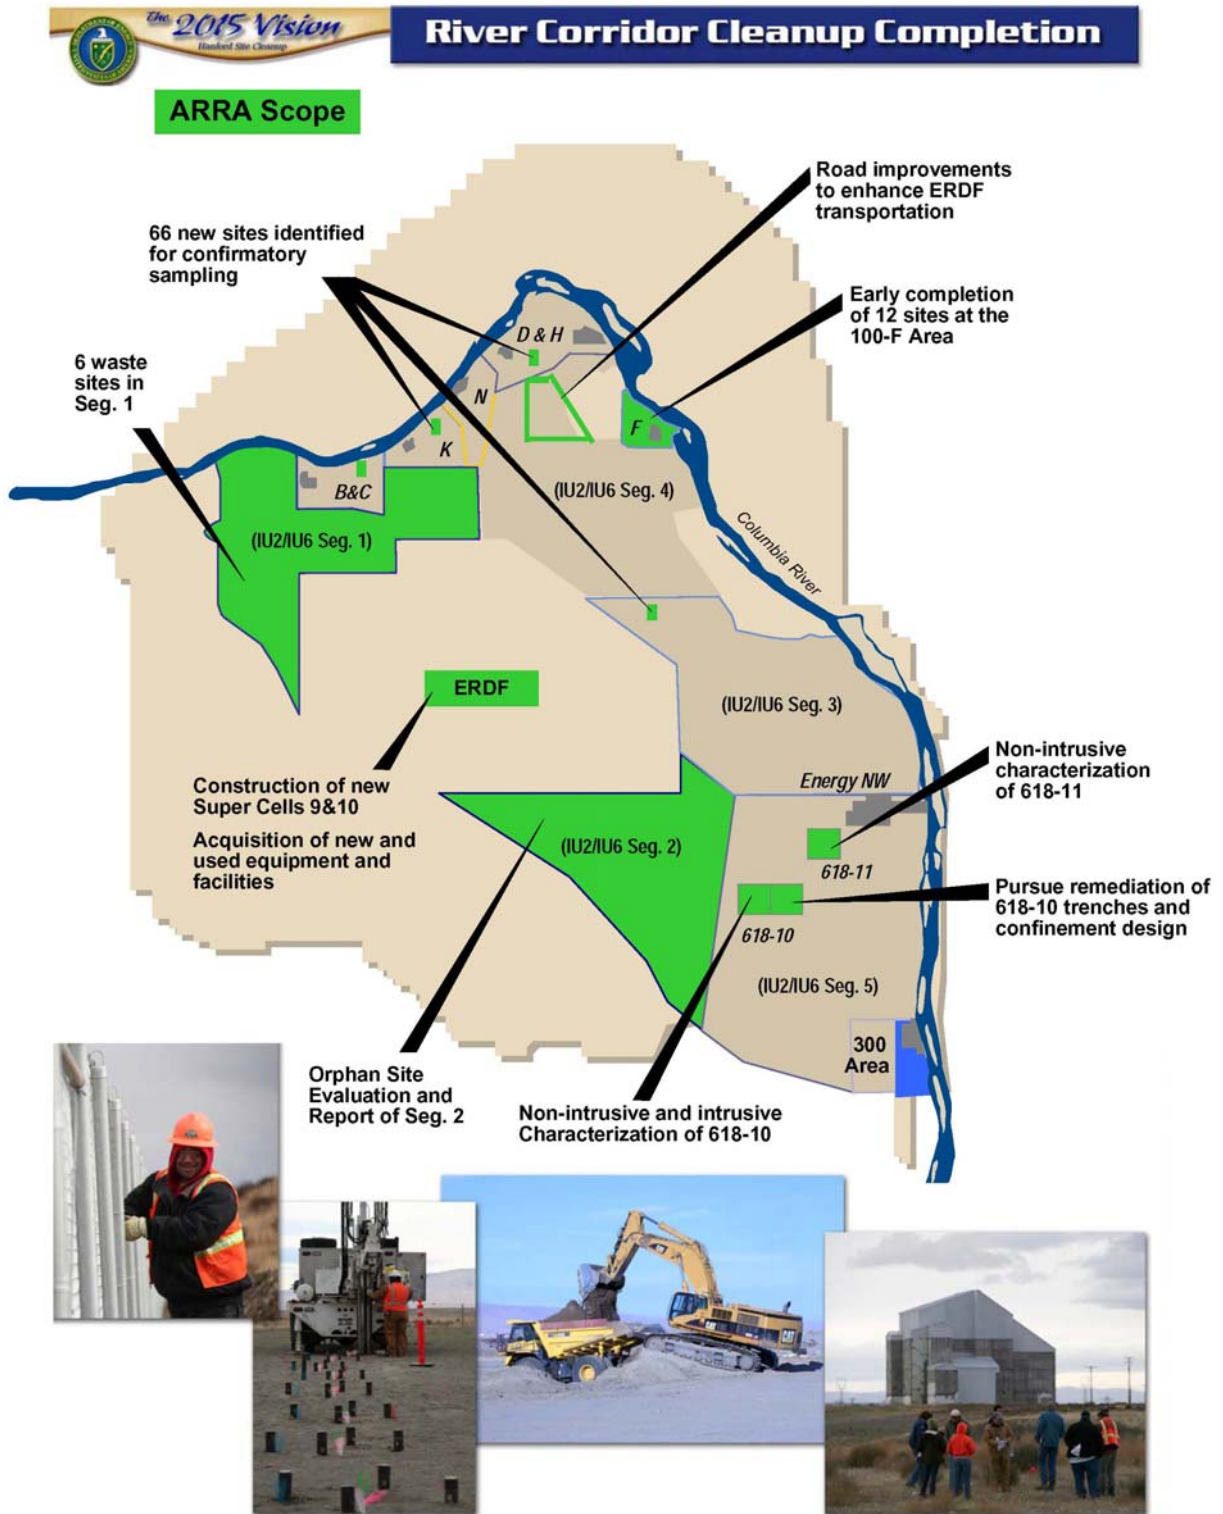 The 2015 Vision
Hanford Site Cleanup
River Corridor Cleanup Completion
ARRA Scope
Road improvements
to enhance ERDF
transportation
66 new sites identified
for confirmatory
sampling
Early completion
of 12 sites at the
100-F Area
6 waste
sites in
Seg. 1
D & H
N
F
K
B&C
(IU2/IU6 Seg. 4)
(IU2/IU6 Seg. 1)
Columbia River
ERDF
(IU2/IU6 Seg. 3)
Construction of new
Super Cells 9&10
Acquisition of new and
used equipment and
facilities
Energy NW
Non-intrusive
characterization
of 618-11
(IU2/IU6 Seg. 2)
618-11
Pursue remediation of
618-10 trenches and
confinement design
618-10
(IU2/IU6 Seg. 5)
300
Area
Orphan Site
Evaluation and
Report of Seg. 2
Non-intrusive and intrusive
Characterization of 618-10
CAT